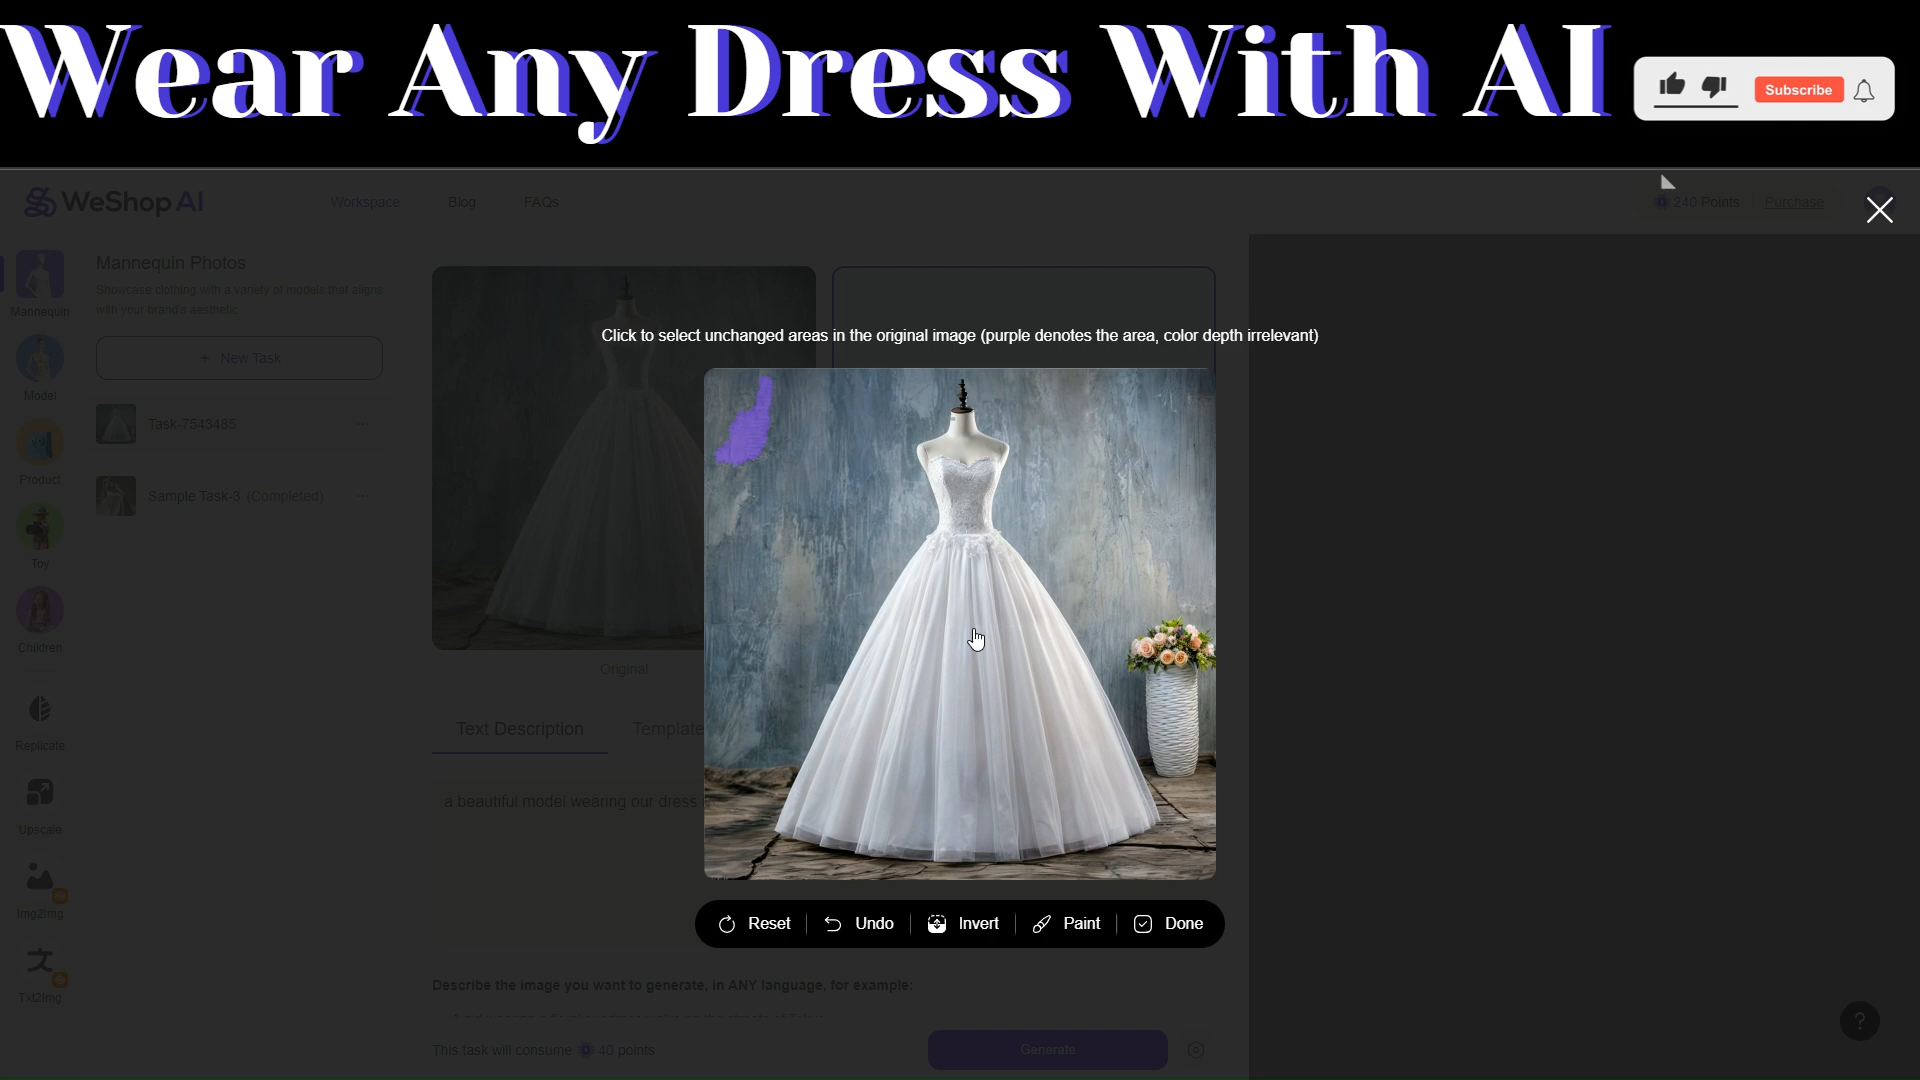 Wear Any Dress With AI
Subscribe
WeShop AI
Workspace
Blog
FAQs
240 Points
Purchase
Mannequin Photos
Showcase clothing with a variety of models that aligns
with your brand's aesthetic
+ New Task
Task-7543485
Sample Task-3 (Completed)
Mannequin
Model
Product
Toy
Children
Replicate
Upscale
Img2img
Txt2img
Click to select unchanged areas in the original image (purple denotes the area, color depth irrelevant)
Original
Text Description
Template
a beautiful model wearing our dress
Reset
Undo
Invert
Paint
Done
Describe the image you want to generate, in ANY language, for example:
This task will consume 40 points
Generate
?